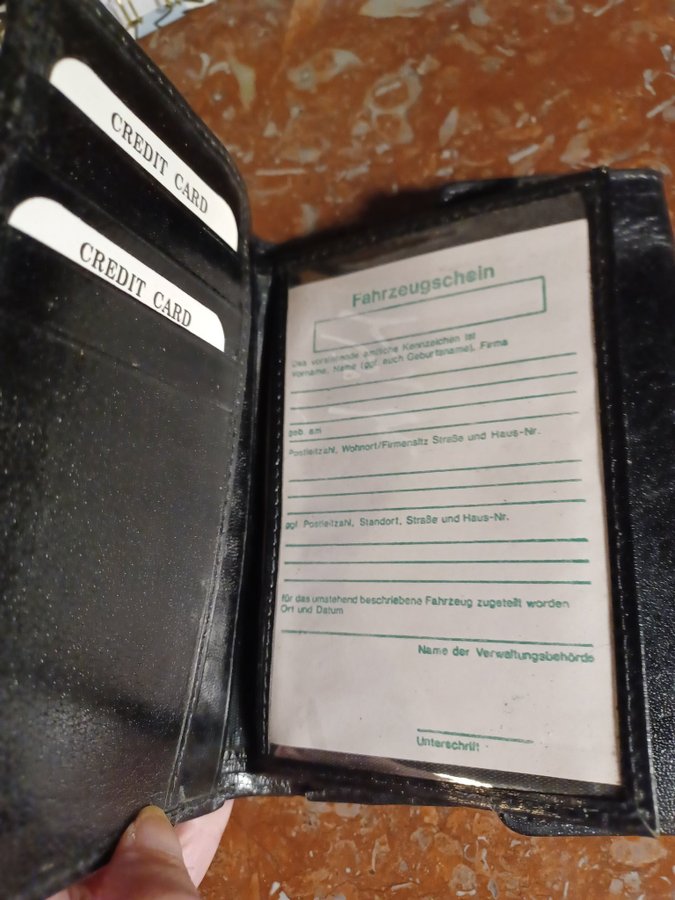 CREDIT CARD
CREDIT CARD
Fahrzeugschein
Das vorstehende amtliche Kennzeichen ist
Vorname, Name (ggf. auch Geburtsname), Firma
geb. am
Postleitzahl, Wohnort/Firmensitz Straße und Haus-Nr.
ggf. Postleitzahl, Standort, Straße und Haus-Nr.
für das umstehend beschriebene Fahrzeug zugeteilt worden
Ort und Datum
Name der Verwaltungsbehörde
Unterschrift